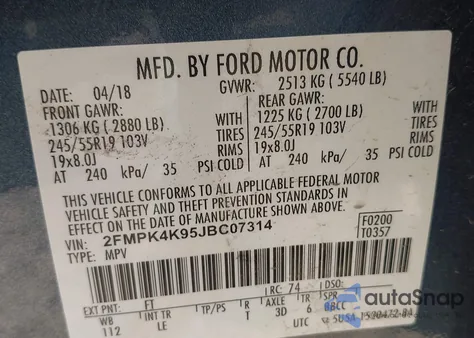 MFD. BY FORD MOTOR CO.
DATE: 04/18 GVWR: 2513 KG ( 5540 LB)
FRONT GAWR: REAR GAWR:
1306 KG ( 2880 LB) WITH 1225 KG ( 2700 LB) WITH
245/55R19 103V TIRES 245/55R19 103V TIRES
19x8.0J RIMS 19x8.0J RIMS
AT 240 kPa/ 35 PSI COLD AT 240 kPa/ 35 PSI COLD
THIS VEHICLE CONFORMS TO ALL APPLICABLE FEDERAL MOTOR
VEHICLE SAFETY AND THEFT PREVENTION STANDARDS IN
EFFECT ON THE DATE OF MANUFACTURE SHOWN ABOVE.
VIN: 2FMPK4K95JBC07314 F0200
TYPE: MPV T0357
EXT PNT: FT RC: 74 DSO:
WB INT TR TP/PS R AXLE TR SPR
112 LE T 3D BBCC
UTC
autoSnap